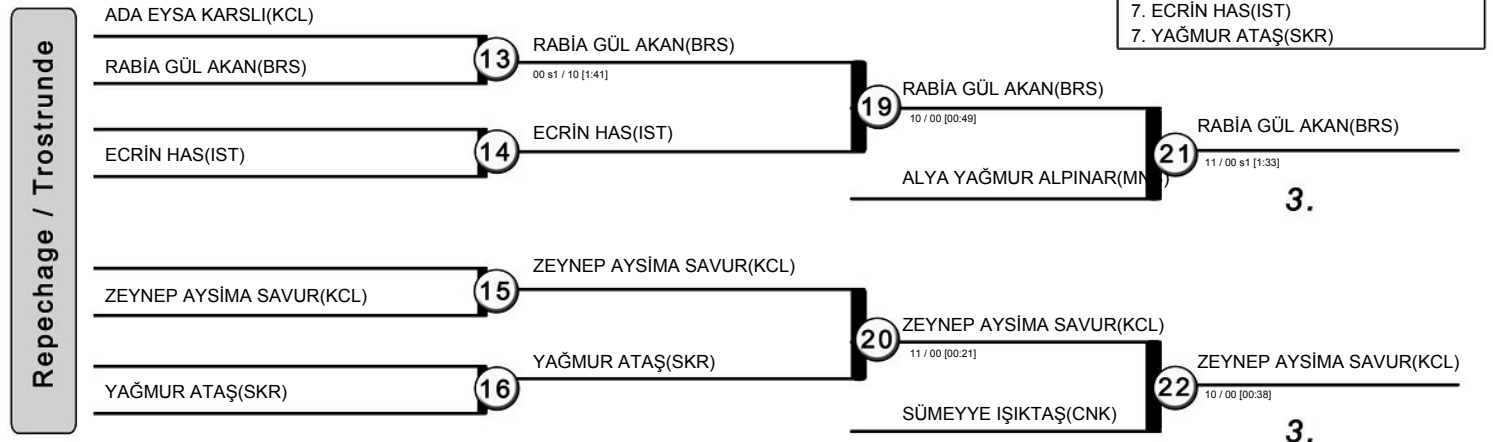 7. ECRİN HAS(IST)
7. YAĞMUR ATAŞ(SKR)
Repechage / Trostrunde
ADA EYSA KARSLI(KCL)
RABİA GÜL AKAN(BRS)
13
RABİA GÜL AKAN(BRS)
00 s1 / 10 [1:41]
ECRİN HAS(IST)
14
ECRİN HAS(IST)
19
RABİA GÜL AKAN(BRS)
10 / 00 [00:49]
ALYA YAĞMUR ALPINAR(MN
21
RABİA GÜL AKAN(BRS)
11 / 00 s1 [1:33]
3.
ZEYNEP AYSİMA SAVUR(KCL)
15
ZEYNEP AYSİMA SAVUR(KCL)
YAĞMUR ATAŞ(SKR)
16
YAĞMUR ATAŞ(SKR)
20
ZEYNEP AYSİMA SAVUR(KCL)
11 / 00 [00:21]
SÜMEYYE IŞIKTAŞ(CNK)
22
ZEYNEP AYSİMA SAVUR(KCL)
10 / 00 [00:38]
3.